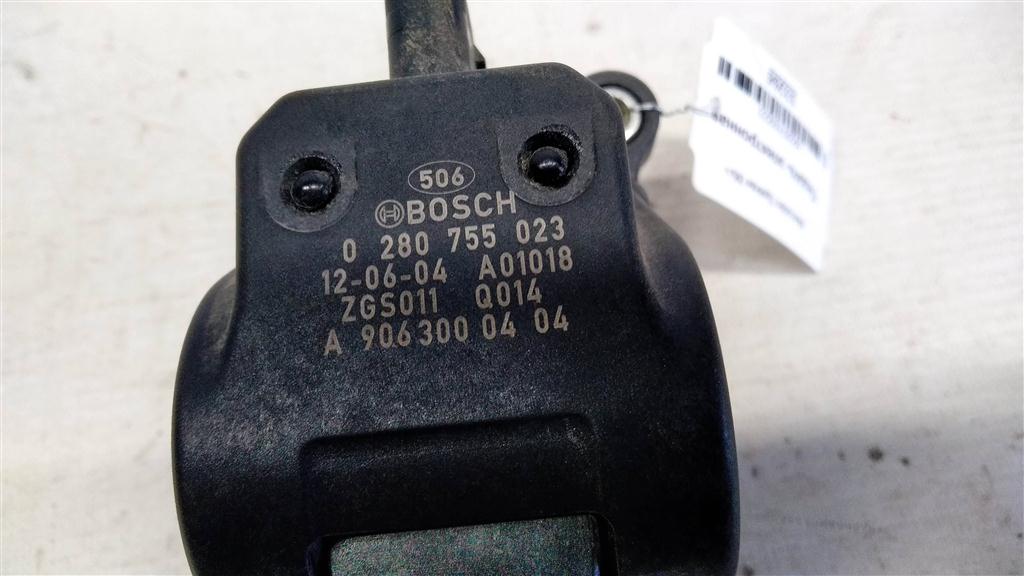 506
BOSCH
0 280 755 023
12-06-04 A01018
ZGS011 Q014
A 906 300 04 04